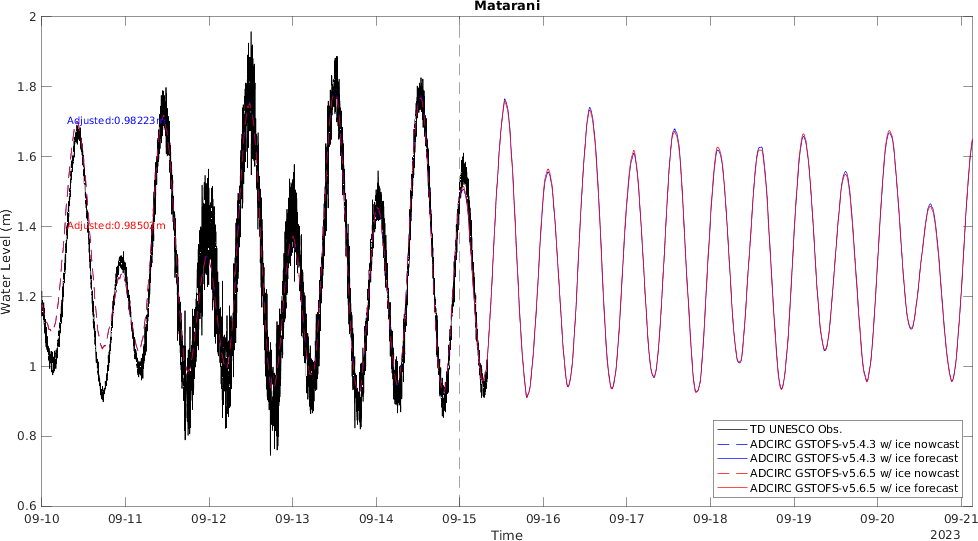 Matarani
Water Level (m)
2
1.8
1.6
1.4
1.2
1
0.8
0.6
Adjusted:0.98223m
Adjusted:0.98502m
TD UNESCO Obs.
ADCIRC GSTOFS-v5.4.3 w/ ice nowcast
ADCIRC GSTOFS-v5.4.3 w/ ice forecast
ADCIRC GSTOFS-v5.6.5 w/ ice nowcast
ADCIRC GSTOFS-v5.6.5 w/ ice forecast
09-10 09-11 09-12 09-13 09-14 09-15 09-16 09-17 09-18 09-19 09-20 09-21
Time
2023